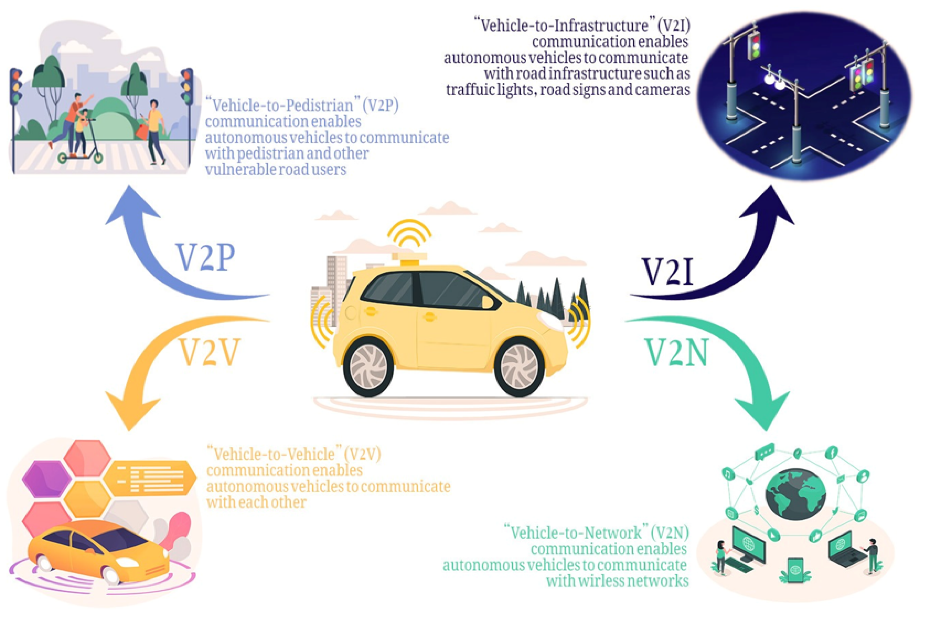 "Vehicle-to-Pedistrian" (V2P)
communication enables
autonomous vehicles to communicate
with pedistrian and other
vulnerable road users
"Vehicle-to-Infrastructure" (V2I)
communication enables
autonomous vehicles to communicate
with road infrastructure such as
traffuic lights, road signs and cameras
V2P
V2I
V2V
V2N
"Vehicle-to-Vehicle" (V2V)
communication enables
autonomous vehicles to communicate
with each other
"Vehicle-to-Network" (V2N)
communication enables
autonomous vehicles to communicate
with wirless networks